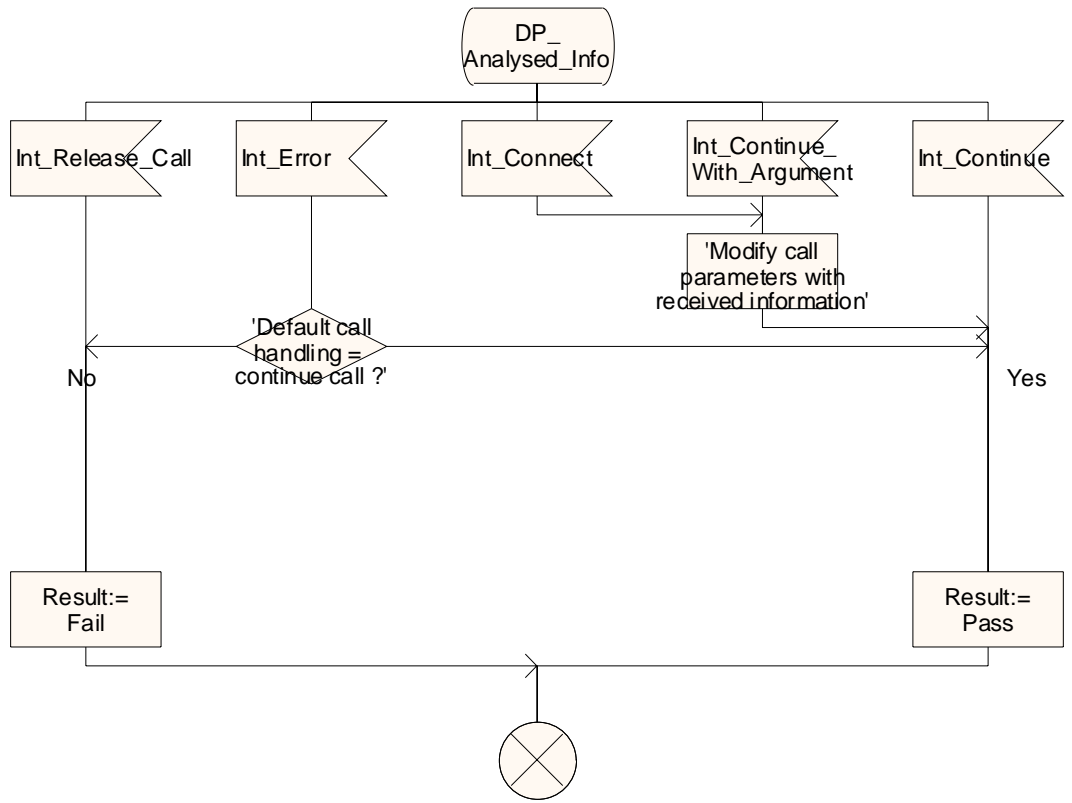 DP_
Analysed_Info
Int_Release_Call
Int_Error
Int_Connect
Int_Continue_
With_Argument
Int_Continue
'Modify call
parameters with
received information'
'Default call
handling =
continue call ?'
No
Yes
Result:=
Fail
Result:=
Pass